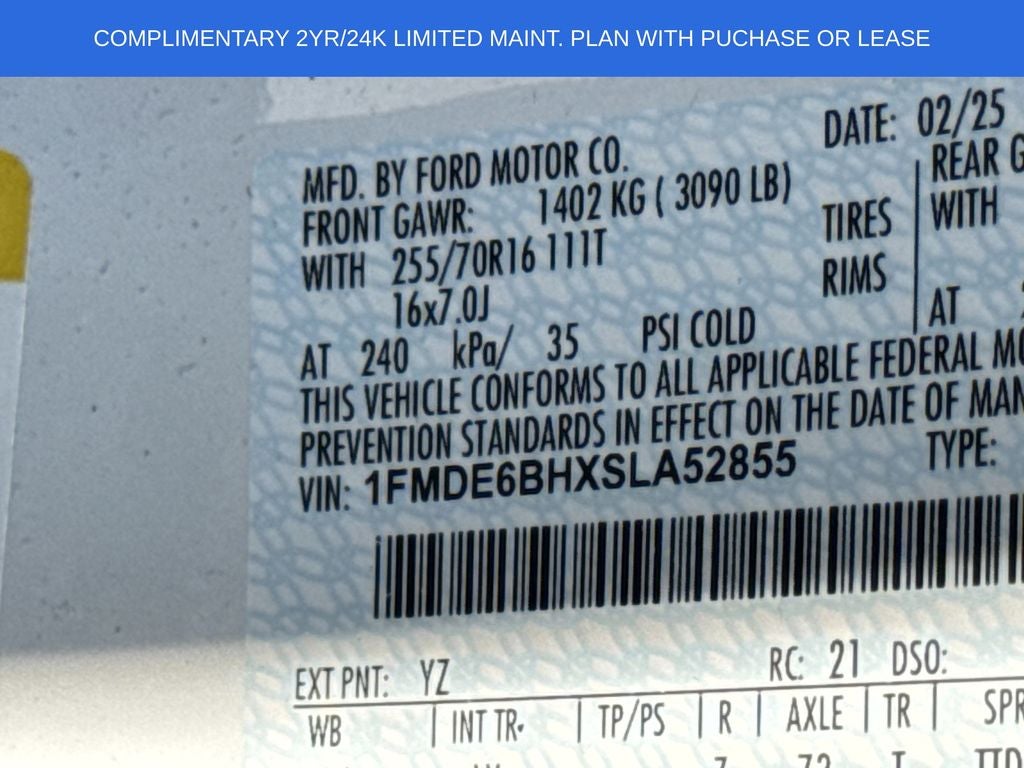 COMPLIMENTARY 2YR/24K LIMITED MAINT. PLAN WITH PUCHASE OR LEASE
DATE: 02/25
MFD. BY FORD MOTOR CO.
FRONT GAWR: 1402 KG ( 3090 LB)
REAR
WITH 255/70R16 111T TIRES WITH
16x7.0J RIMS
AT 240 kPa/ 35 PSI COLD AT
THIS VEHICLE CONFORMS TO ALL APPLICABLE FEDERAL
PREVENTION STANDARDS IN EFFECT ON THE DATE OF
VIN: 1FMDE6BHXSLA52855 TYPE:
EXT PNT: YZ RC: 21 DSO:
WB INT TR. TP/PS R AXLE TR